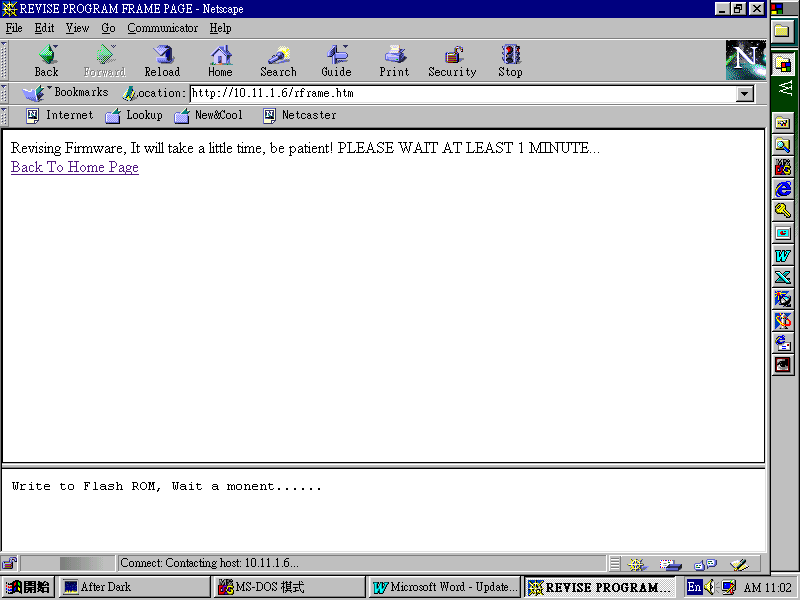 REVISE PROGRAM FRAME PAGE - Netscape
File Edit View Go Communicator Help
Back Forward Reload Home Search Guide Print Security Stop
N
Bookmarks Location: http://10.11.1.6/rframe.htm
Internet Lookup New&Cool Netcaster
Revising Firmware, It will take a little time, be patient! PLEASE WAIT AT LEAST 1 MINUTE...
Back To Home Page
Write to Flash ROM, Wait a monent......
Connect: Contacting host: 10.11.1.6...
開始 After Dark MS-DOS 模式 Microsoft Word - Update... REVISE PROGRAM... En AM 11:02